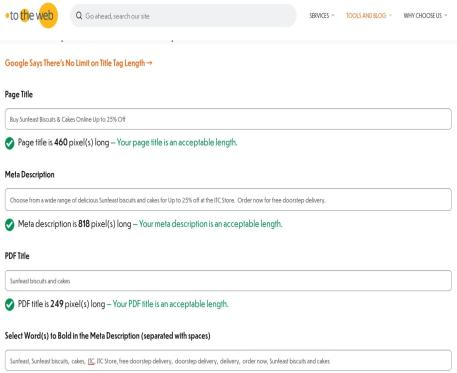 to the web
Go ahead, search our site
SERVICES
TOOLS AND BLOG
WHY CHOOSE US
Google Says There's No Limit on Title Tag Length →
Page Title
Buy Sunfeast Biscuits & Cakes Online Up to 25% Off
Page title is 460 pixel(s) long – Your page title is an acceptable length.
Meta Description
Choose from a wide range of delicious Sunfeast biscuits and cakes for Up to 25% off at the ITC Store. Order now for free doorstep delivery.
Meta description is 818 pixel(s) long – Your meta description is an acceptable length.
PDF Title
Sunfeast biscuits and cakes
PDF title is 249 pixel(s) long – Your PDF title is an acceptable length.
Select Word(s) to Bold in the Meta Description (separated with spaces)
Sunfeast, Sunfeast biscuits, cakes, ITC, ITC Store, free doorstep delivery, doorstep delivery, delivery, order now, Sunfeast biscuits and cakes